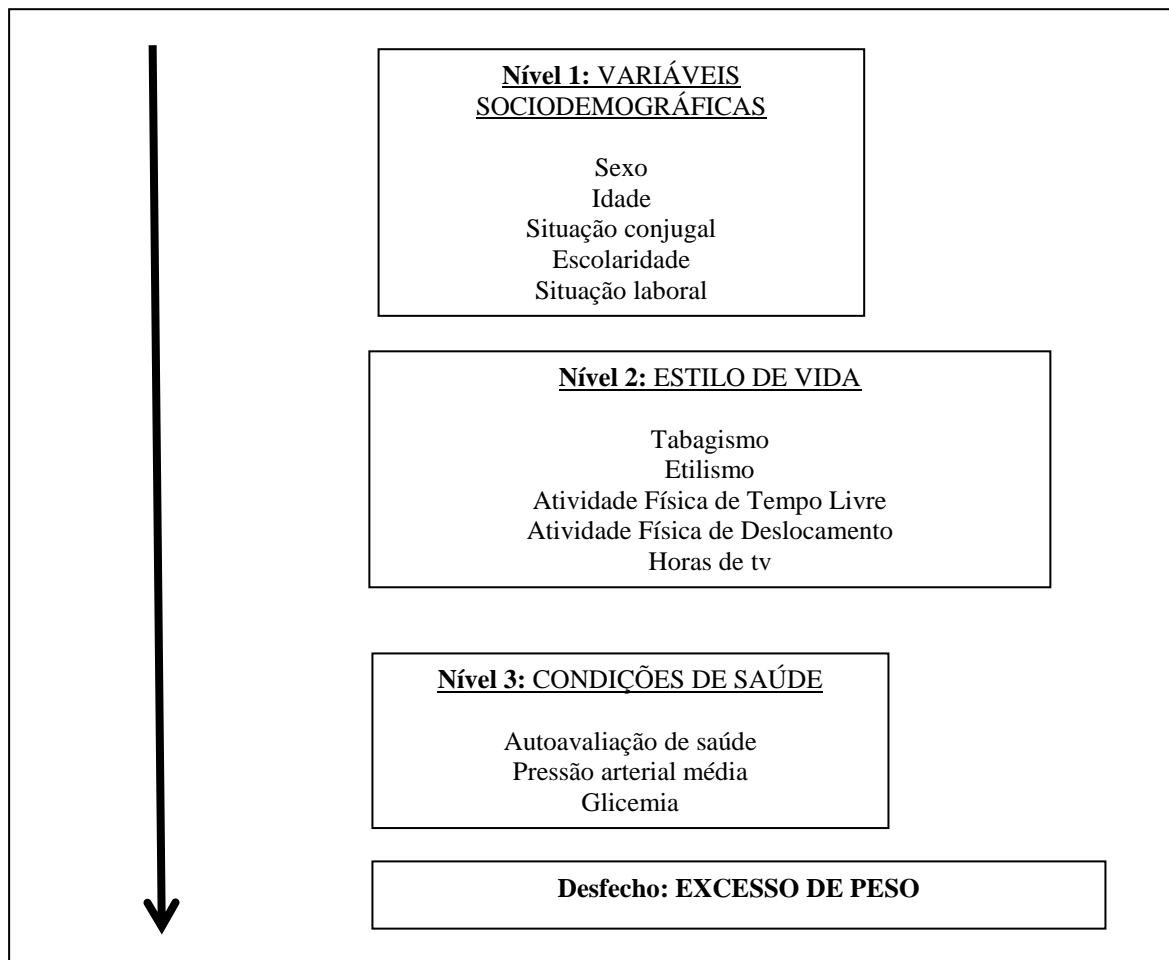 Nível 1: VARIÁVEIS
SOCIODEMOGRÁFICAS
Sexo
Idade
Situação conjugal
Escolaridade
Situação laboral
Nível 2: ESTILO DE VIDA
Tabagismo
Etilismo
Atividade Física de Tempo Livre
Atividade Física de Deslocamento
Horas de tv
Nível 3: CONDIÇÕES DE SAÚDE
Autoavaliação de saúde
Pressão arterial média
Glicemia
Desfecho: EXCESSO DE PESO